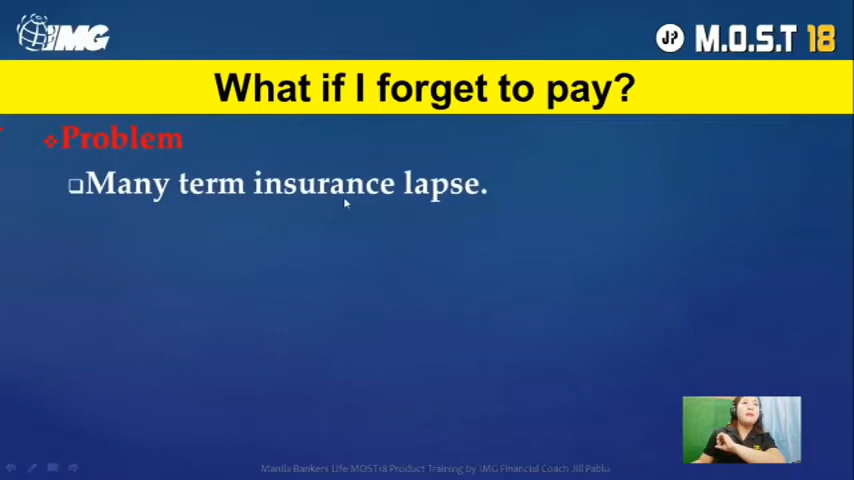 IMG
JP M.O.S.T 18
What if I forget to pay?
Problem
Many term insurance lapse.
Manila Bankers Life MOST18 Product Training by IMG Financial Coach Jill Pablo